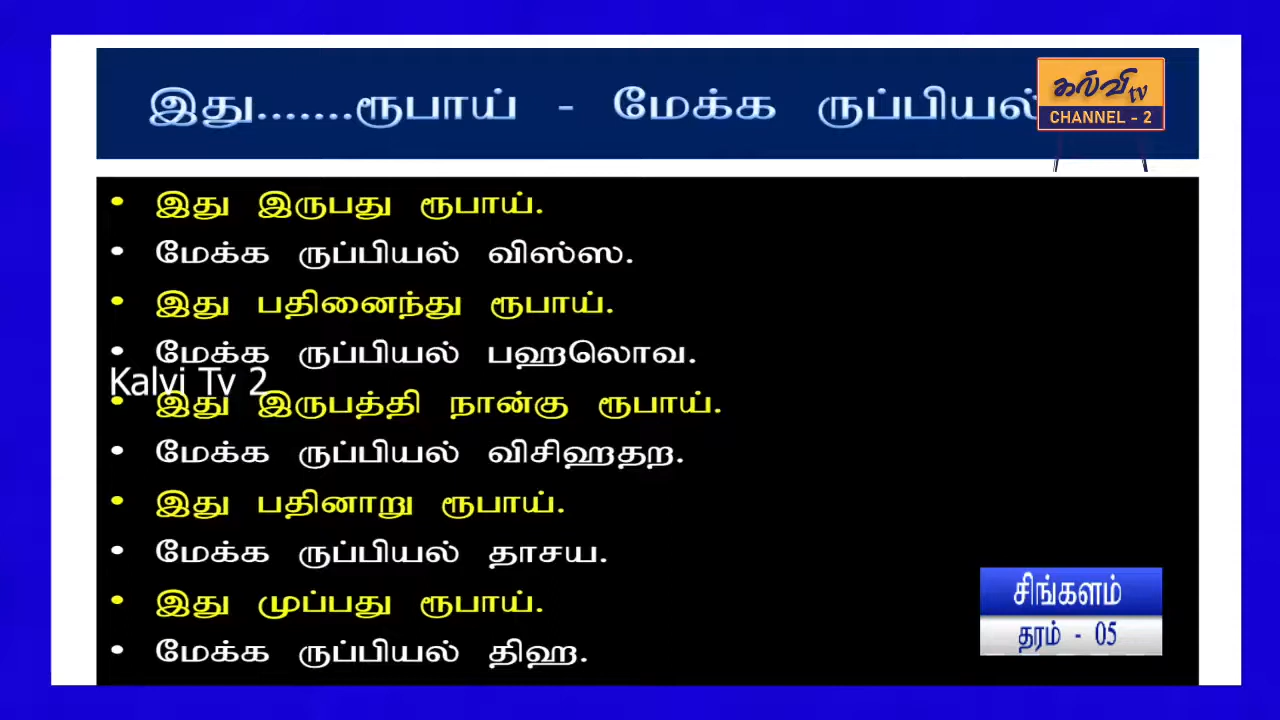 இது.......ரூபாய் - மேக்க ருப்பியல்
கல்வி tv
CHANNEL - 2
• இது இருபது ரூபாய்.
• மேக்க ருப்பியல் விஸ்ஸ.
• இது பதினைந்து ரூபாய்.
• மேக்க ருப்பியல் பஹலொவ.
Kalvi Tv 2
• இது இருபத்தி நான்கு ரூபாய்.
• மேக்க ருப்பியல் விசிஹதற.
• இது பதினாறு ரூபாய்.
• மேக்க ருப்பியல் தாசய.
• இது முப்பது ரூபாய்.
• மேக்க ருப்பியல் திஹ.
சிங்களம்
தரம் - 05